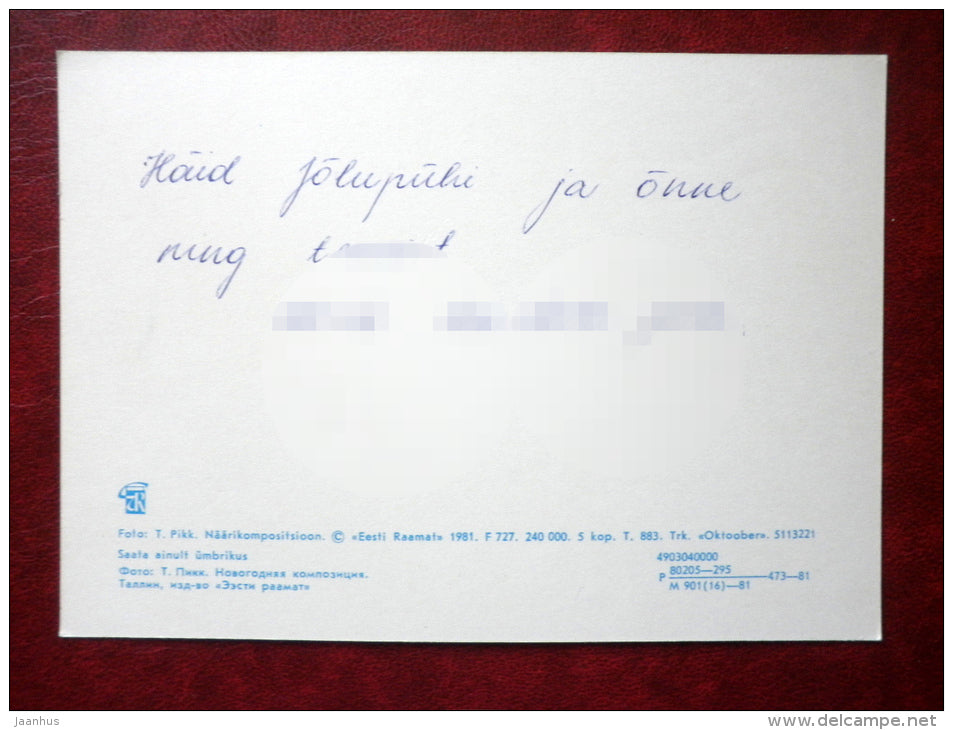 Häid jõlupühi ja õnne
ning
Foto: T. Pikk. Näärikompositsioon. © «Eesti Raamat» 1981. F 727. 240 000. 5 kop. T. 883. Trk. «Oktoober». 5113221
Saata ainult ümbrikus
Фото: Т. Пикк. Новогодняя композиция.
Таллин, изд-во «Ээсти раамат»
4903040000
Р 80205—295 473—81
М 901(16)—81
Jaanhus
www.delcampe.net